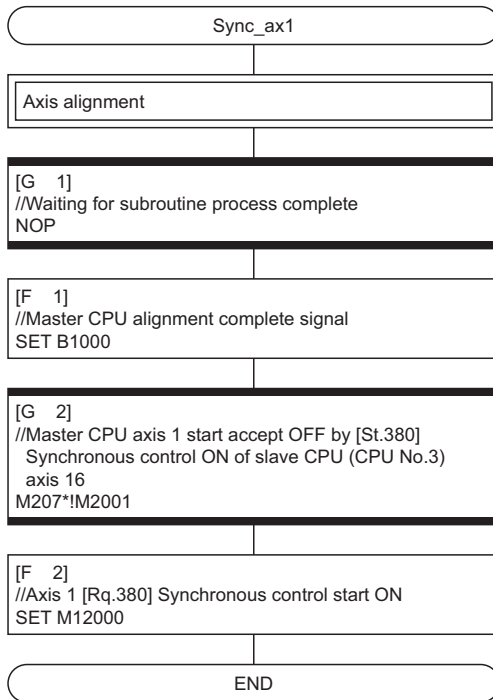 Sync_ax1
Axis alignment
[G 1]
//Waiting for subroutine process complete
NOP
[F 1]
//Master CPU alignment complete signal
SET B1000
[G 2]
//Master CPU axis 1 start accept OFF by [St.380]
Synchronous control ON of slave CPU (CPU No.3)
axis 16
M207*!M2001
[F 2]
//Axis 1 [Rq.380] Synchronous control start ON
SET M12000
END